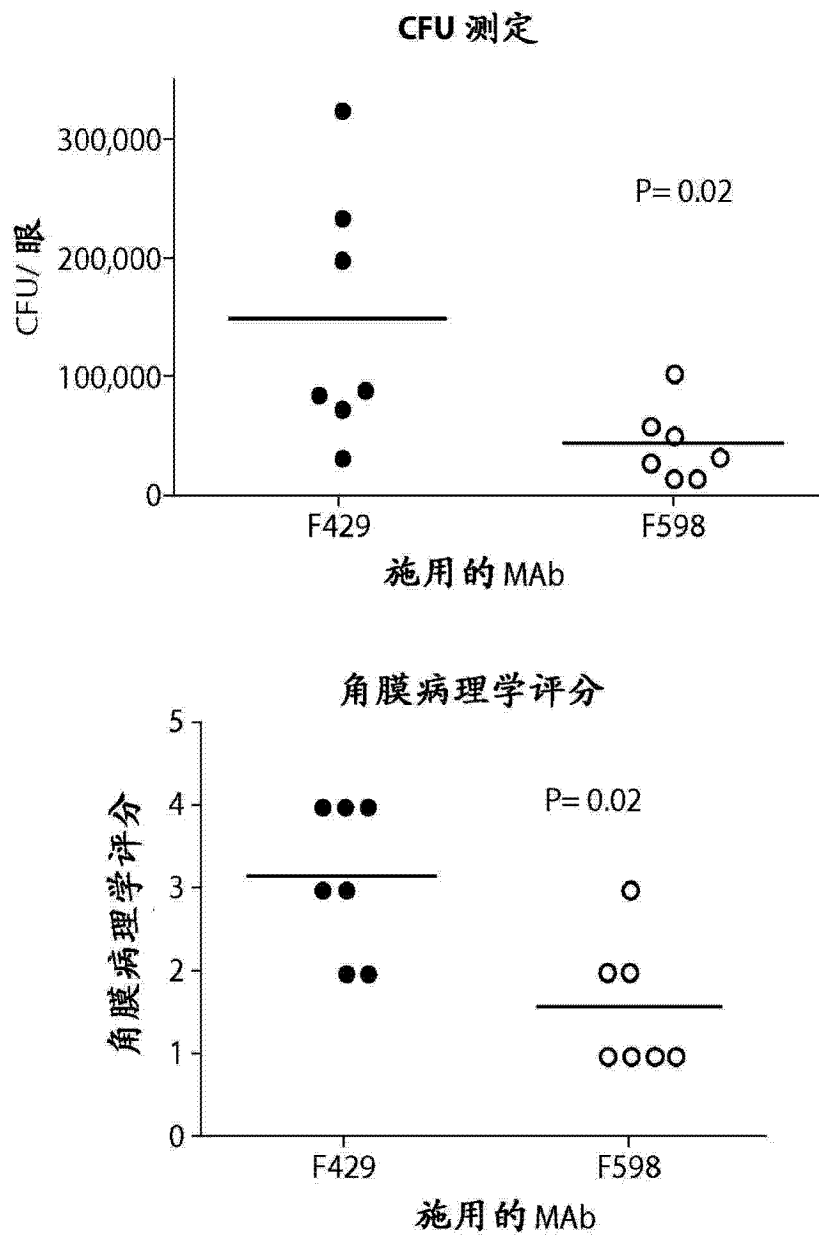 CFU 测定
300,000
200,000
100,000
0
CFU/ 眼
P= 0.02
F429
F598
施用的 MAb
角膜病理学评分
5
4
3
2
1
0
角膜病理学评分
P= 0.02
F429
F598
施用的 MAb